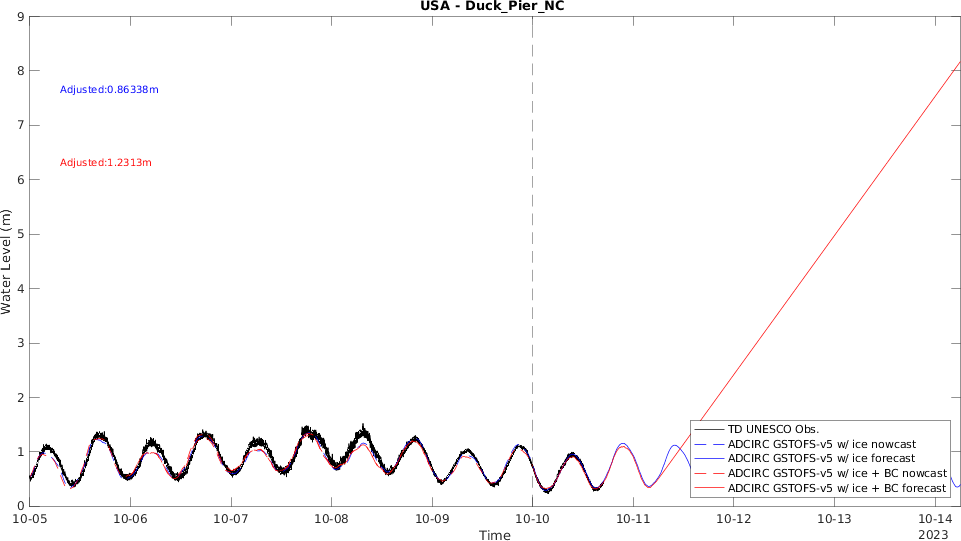 USA - Duck_Pier_NC
9
8
7
6
5
4
3
2
1
0
Water Level (m)
Adjusted:0.86338m
Adjusted:1.2313m
TD UNESCO Obs.
ADCIRC GSTOFS-v5 w/ ice nowcast
ADCIRC GSTOFS-v5 w/ ice forecast
ADCIRC GSTOFS-v5 w/ ice + BC nowcast
ADCIRC GSTOFS-v5 w/ ice + BC forecast
10-05 10-06 10-07 10-08 10-09 10-10 10-11 10-12 10-13 10-14
2023
Time